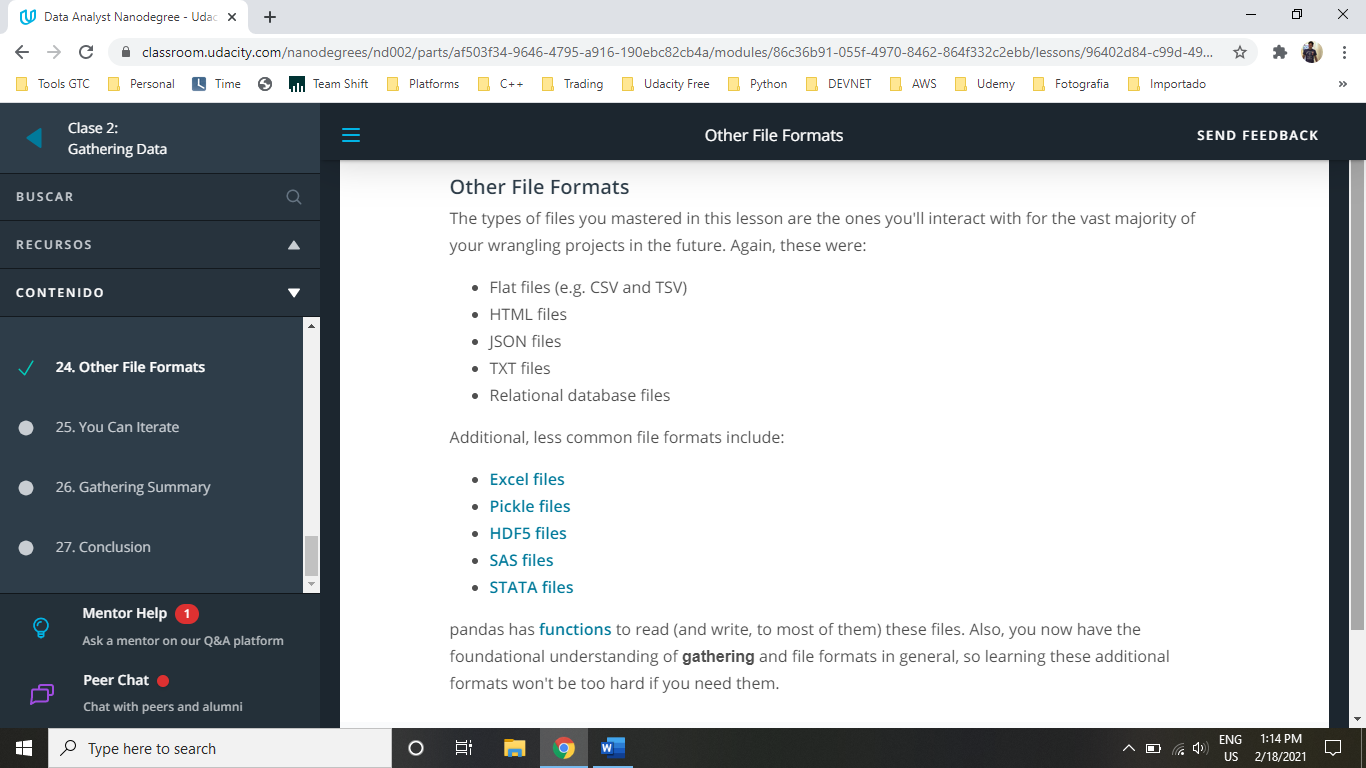 Data Analyst Nanodegree - Udac
classroom.udacity.com/nanodegrees/nd002/parts/af503f34-9646-4795-a916-190ebc82cb4a/modules/86c36b91-055f-4970-8462-864f332c2ebb/lessons/96402d84-c99d-49...
Tools GTC
Personal
Time
Team Shift
Platforms
C++
Trading
Udacity Free
Python
DEVNET
AWS
Udemy
Fotografia
Importado
»
Clase 2:
Gathering Data
BUSCAR
RECURSOS
CONTENIDO
24. Other File Formats
25. You Can Iterate
26. Gathering Summary
27. Conclusion
Mentor Help 1
Ask a mentor on our Q&A platform
Peer Chat
Chat with peers and alumni
Other File Formats
SEND FEEDBACK
Other File Formats
The types of files you mastered in this lesson are the ones you'll interact with for the vast majority of
your wrangling projects in the future. Again, these were:
• Flat files (e.g. CSV and TSV)
• HTML files
• JSON files
• TXT files
• Relational database files
Additional, less common file formats include:
• Excel files
• Pickle files
• HDF5 files
• SAS files
• STATA files
pandas has functions to read (and write, to most of them) these files. Also, you now have the
foundational understanding of gathering and file formats in general, so learning these additional
formats won't be too hard if you need them.
Type here to search
W
ENG
US
1:14 PM
2/18/2021